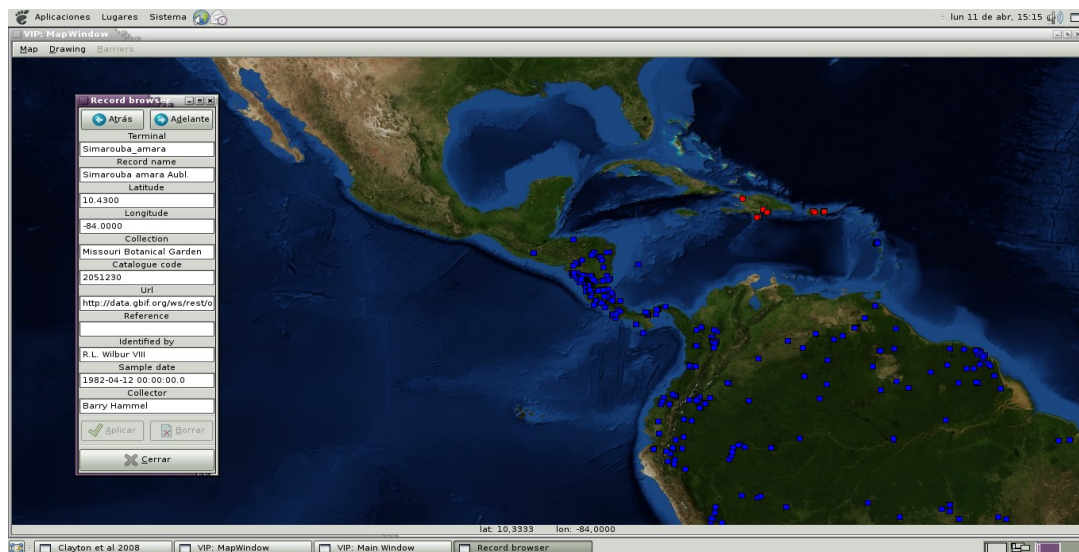 Aplicaciones Lugares Sistema
lun 11 de abr, 15:15
VIP: MapWindow
Map Drawing Barriers
Record browser
Atrás Adelante
Terminal
Simarouba_amara
Record name
Simarouba amara Aubl.
Latitude
10.4300
Longitude
-84.0000
Collection
Missouri Botanical Garden
Catalogue code
2051230
Url
http://data.gbif.org/ws/rest/o
Reference
Identified by
R.L. Wilbur VIII
Sample date
1982-04-12 00:00:00.0
Collector
Barry Hammel
Aplicar Borrar
Cerrar
lat: 10,3333 lon: -84,0000
Clayton et al 2008 VIP: MapWindow VIP: Main Window Record browser